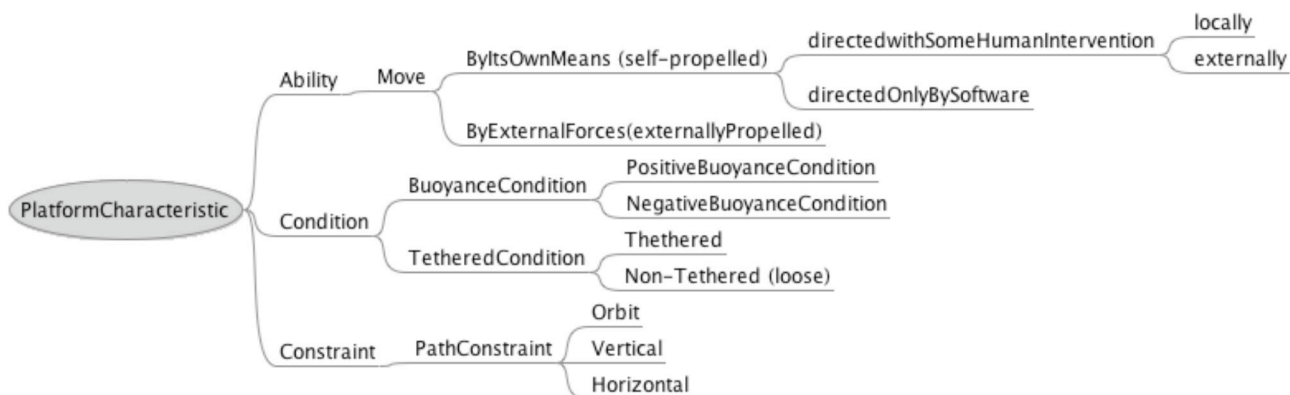 PlatformCharacteristic
Ability
Move
ByItsOwnMeans (self-propelled)
directedwithSomeHumanIntervention
locally
externally
directedOnlyBySoftware
ByExternalForces(externallyPropelled)
Condition
BuoyanceCondition
PositiveBuoyanceCondition
NegativeBuoyanceCondition
TetheredCondition
Thethered
Non-Tethered (loose)
Constraint
PathConstraint
Orbit
Vertical
Horizontal